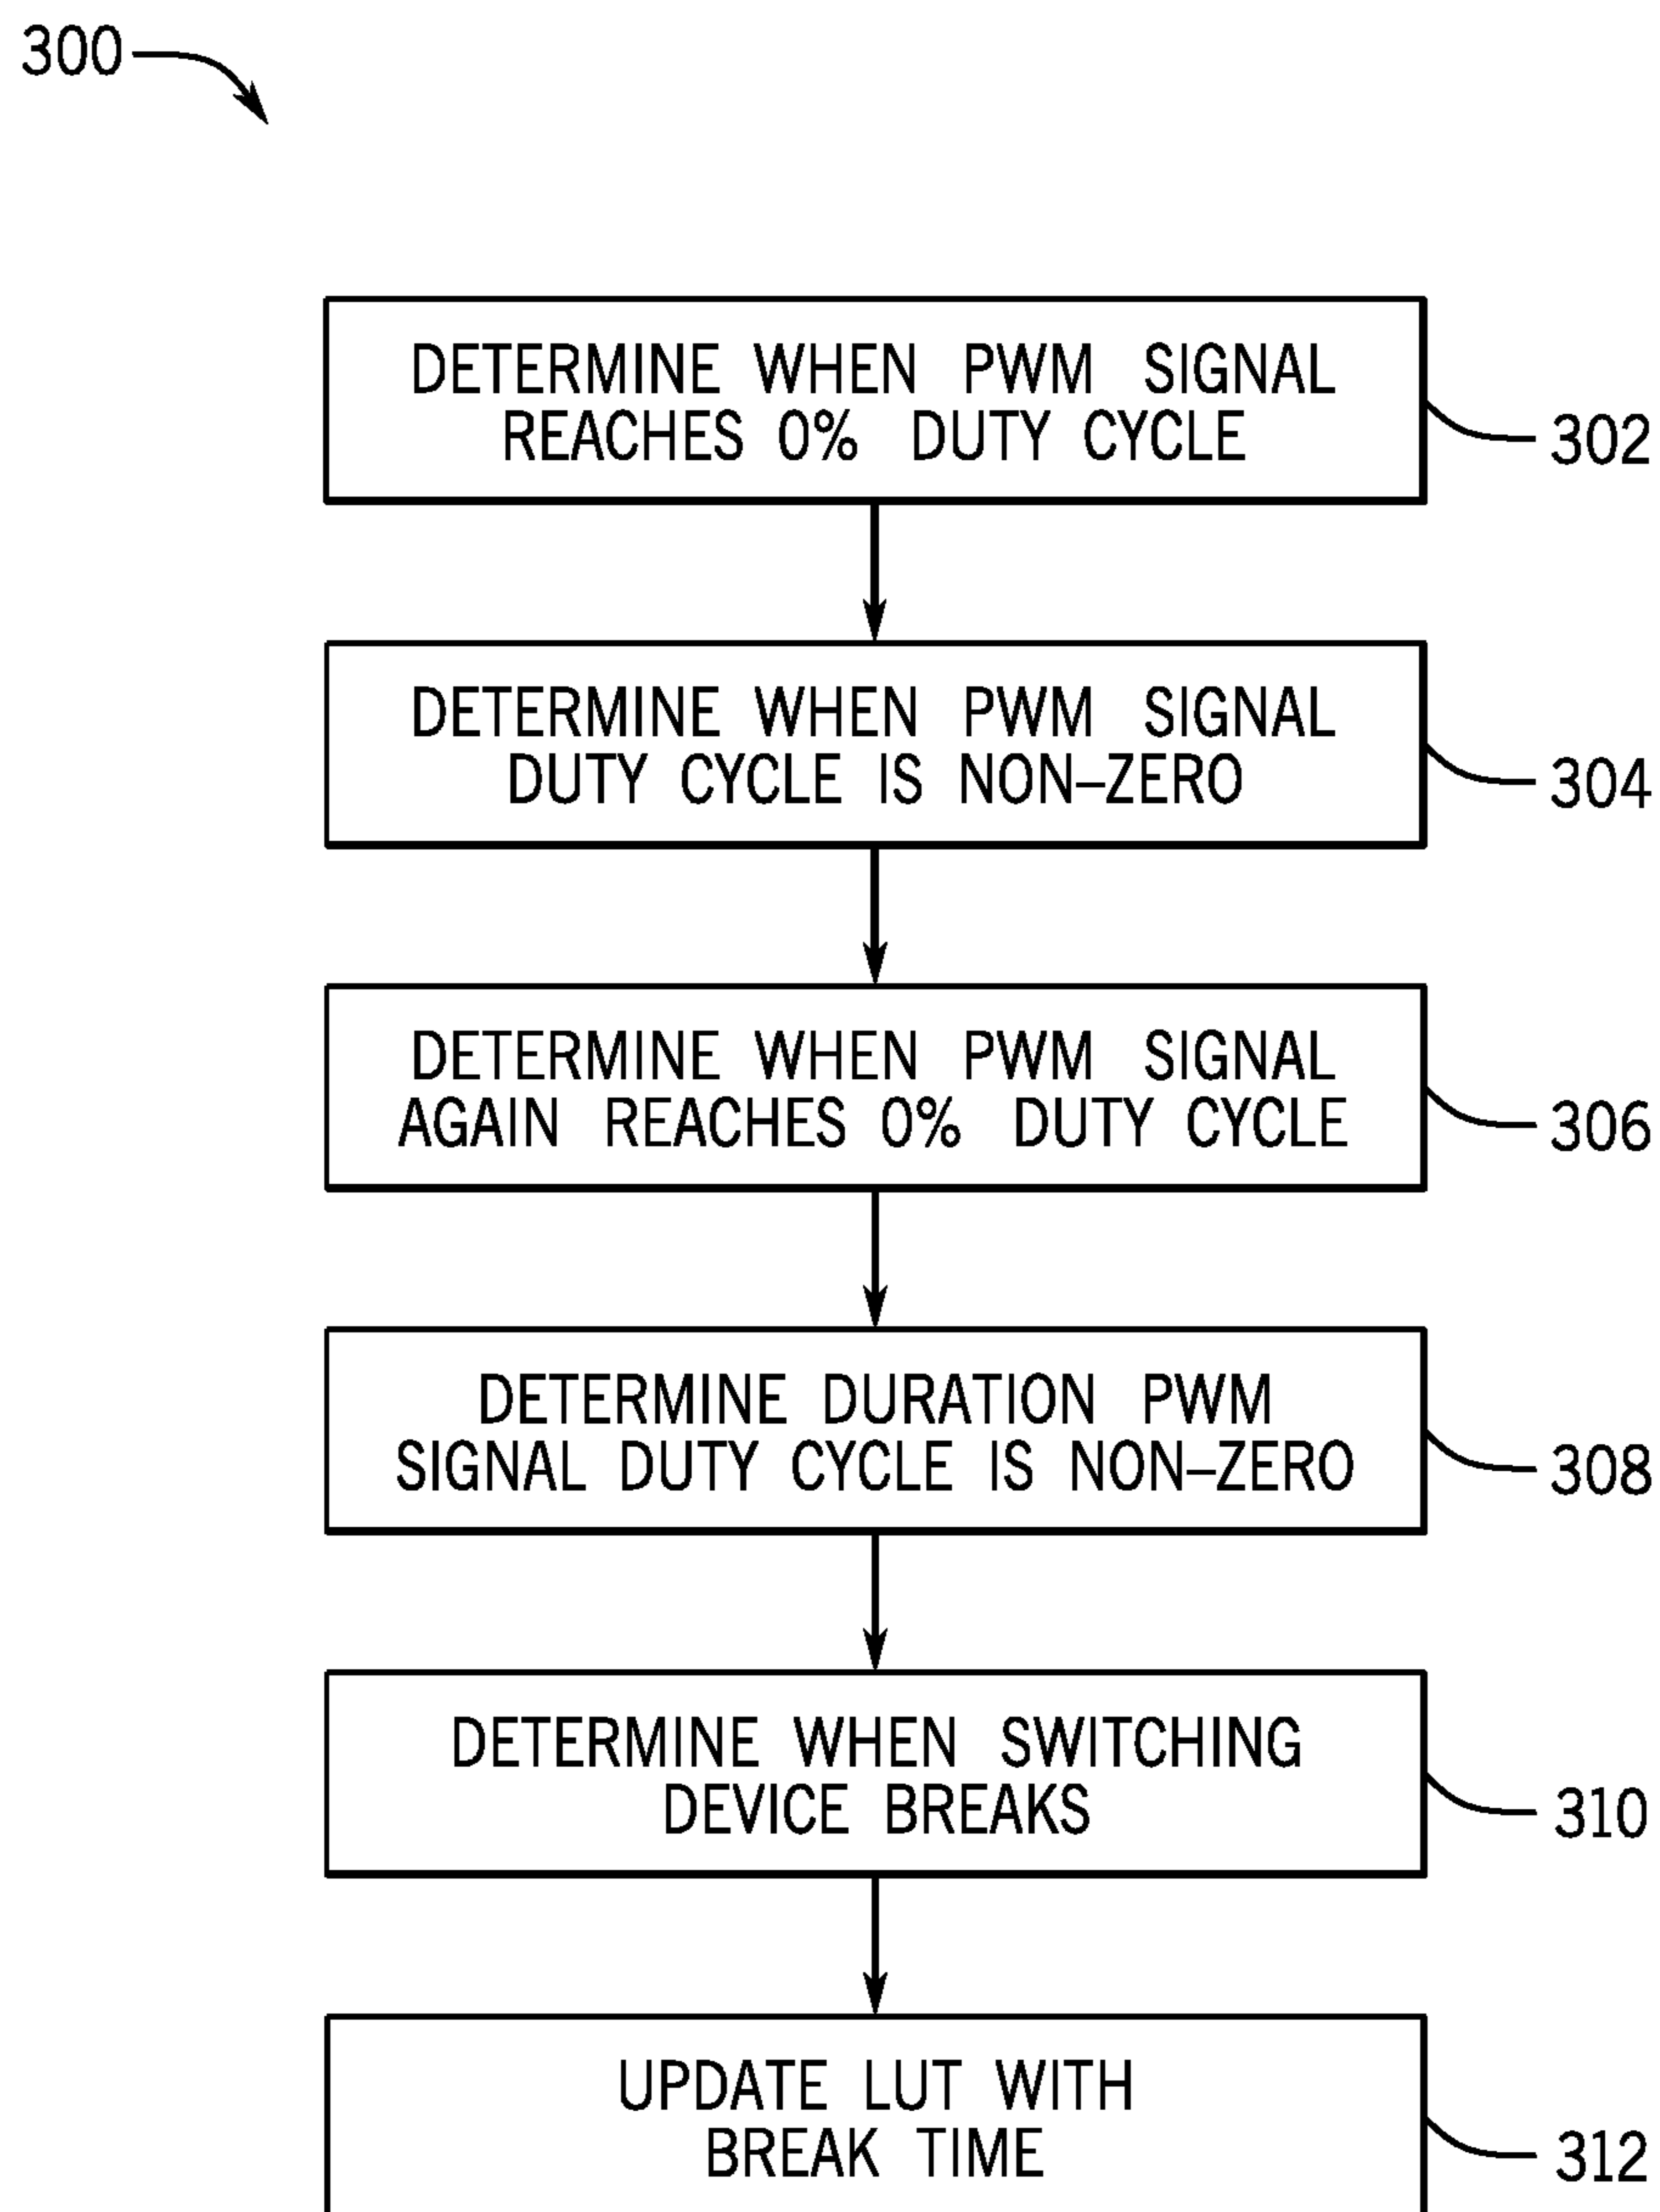 300
DETERMINE WHEN PWM SIGNAL
REACHES 0% DUTY CYCLE
302
DETERMINE WHEN PWM SIGNAL
DUTY CYCLE IS NON–ZERO
304
DETERMINE WHEN PWM SIGNAL
AGAIN REACHES 0% DUTY CYCLE
306
DETERMINE DURATION PWM
SIGNAL DUTY CYCLE IS NON–ZERO
308
DETERMINE WHEN SWITCHING
DEVICE BREAKS
310
UPDATE LUT WITH
BREAK TIME
312